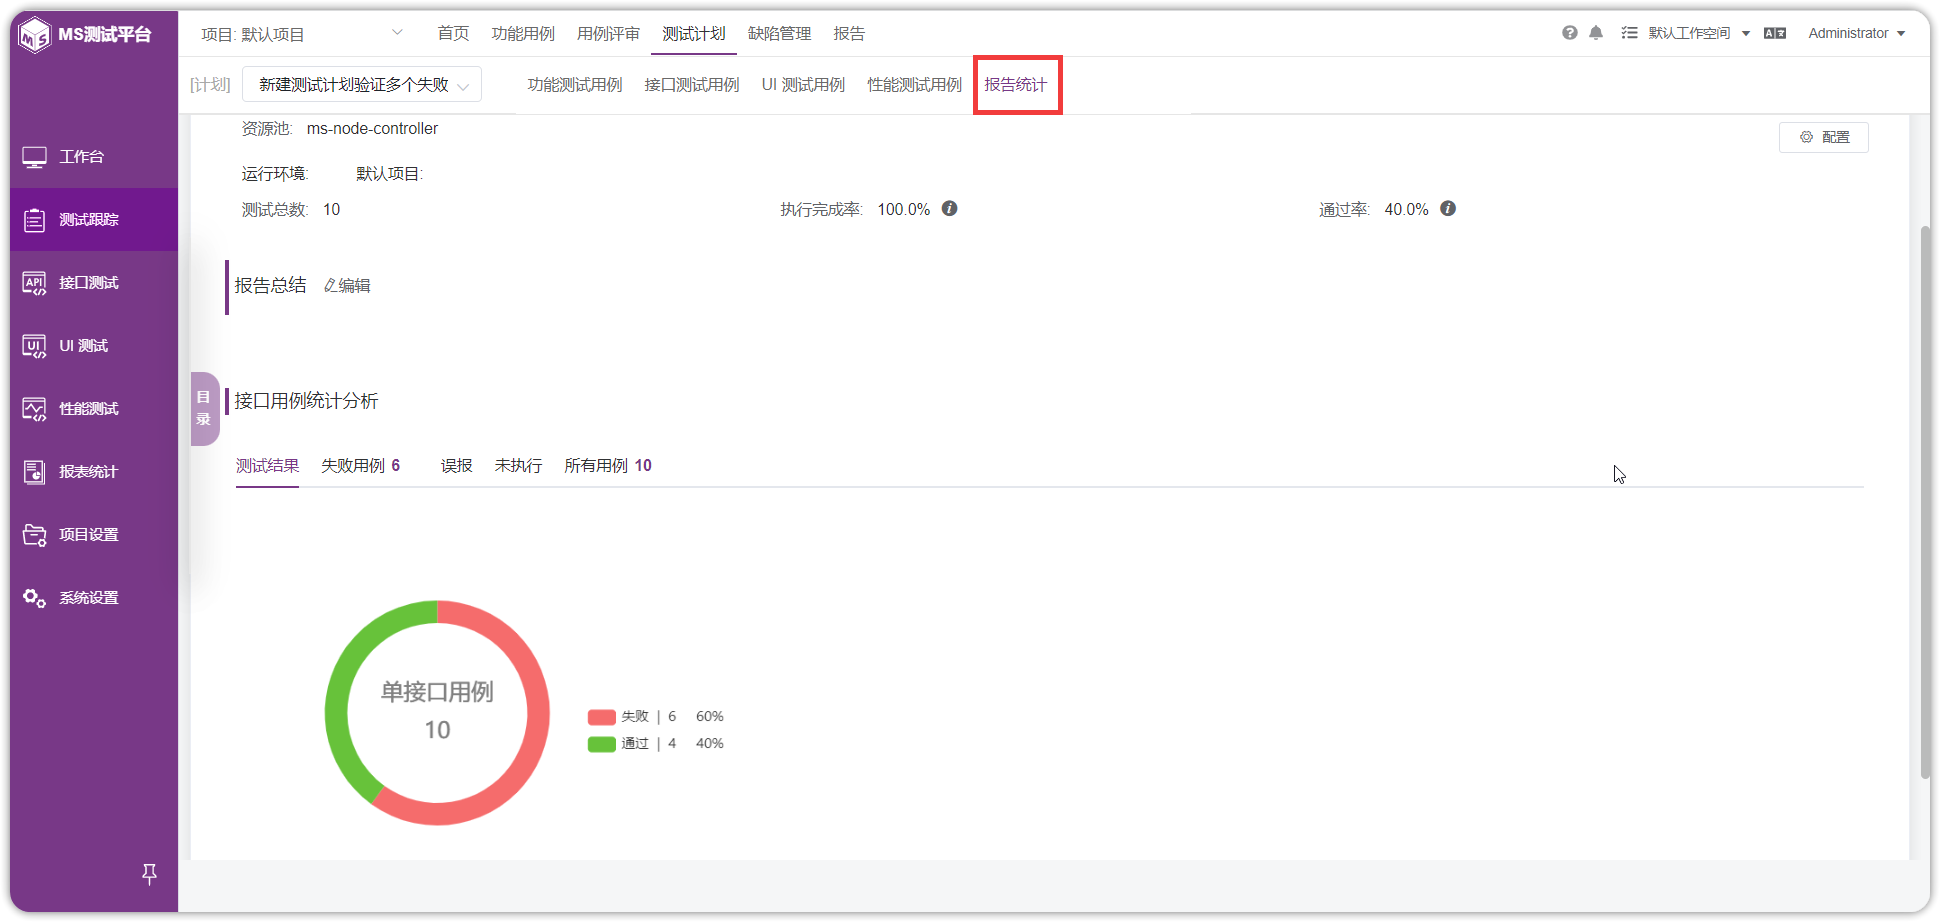 MS测试平台
项目: 默认项目
首页 功能用例 用例评审 测试计划 缺陷管理 报告
默认工作空间
Administrator
[计划] 新建测试计划验证多个失败
功能测试用例 接口测试用例 UI 测试用例 性能测试用例 报告统计
工作台
测试跟踪
接口测试
UI 测试
性能测试
报表统计
项目设置
系统设置
目录
资源池: ms-node-controller
配置
运行环境: 默认项目:
测试总数: 10 执行完成率: 100.0% 通过率: 40.0%
报告总结 编辑
接口用例统计分析
测试结果 失败用例 6 误报 未执行 所有用例 10
单接口用例
10
失败 | 6 60%
通过 | 4 40%